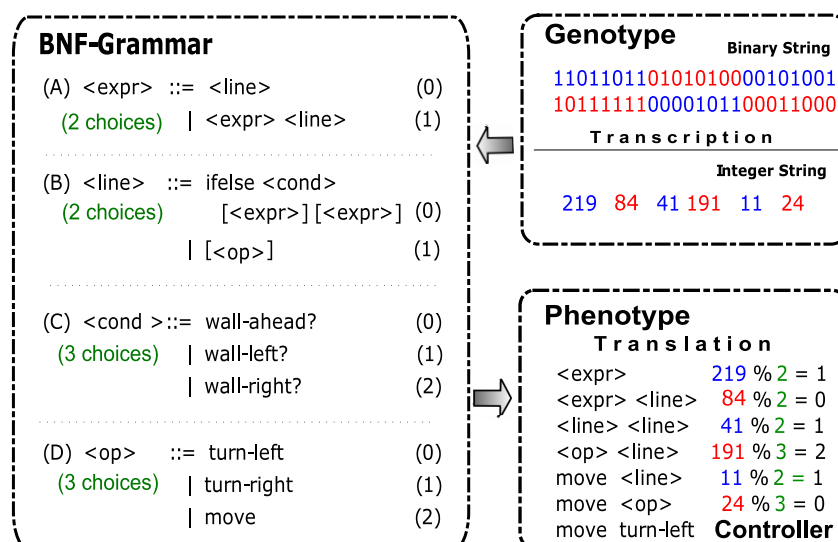 BNF-Grammar
(A) <expr> ::= <line> (0)
(2 choices) | <expr> <line> (1)
(B) <line> ::= ifelse <cond>
(2 choices) [<expr>] [<expr>] (0)
| [<op>] (1)
(C) <cond >::= wall-ahead? (0)
(3 choices) | wall-left? (1)
| wall-right? (2)
(D) <op> ::= turn-left (0)
(3 choices) | turn-right (1)
| move (2)
Genotype
Binary String
110110110101010000101001
101111110000101100011000
Transcription
Integer String
219 84 41 191 11 24
Phenotype
Translation
<expr> 219 % 2 = 1
<expr> <line> 84 % 2 = 0
<line> <line> 41 % 2 = 1
<op> <line> 191 % 3 = 2
move <line> 11 % 2 = 1
move <op> 24 % 3 = 0
move turn-left Controller